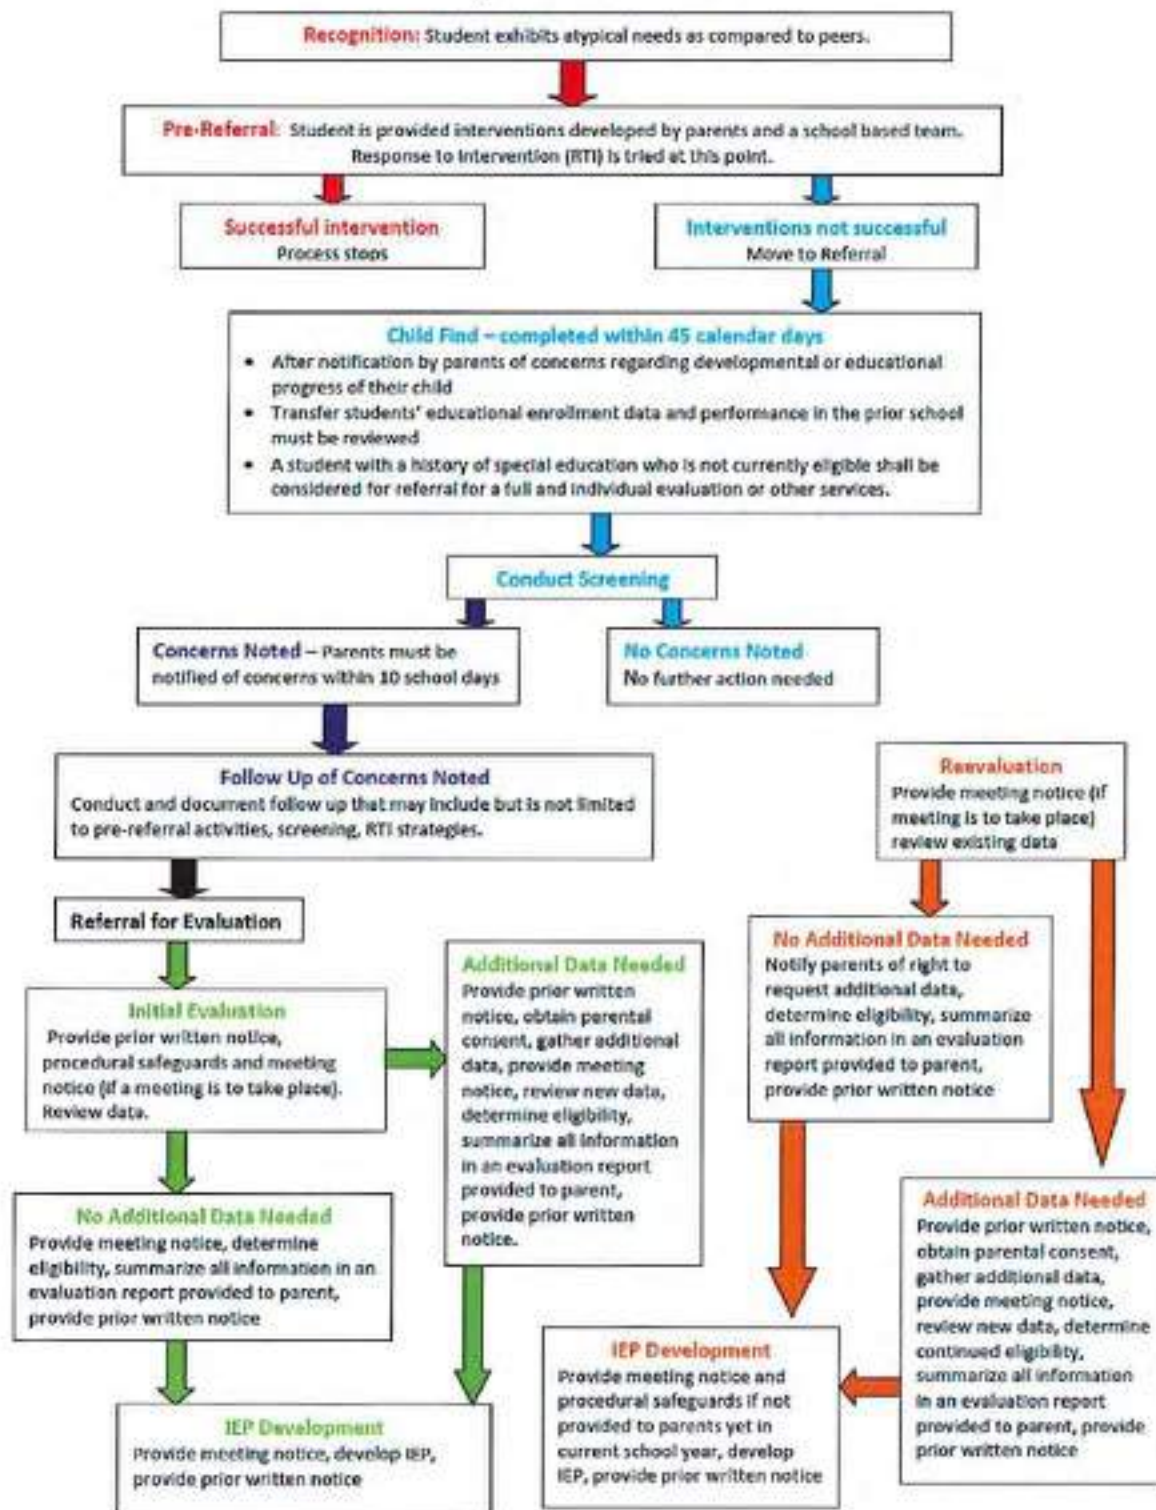 Recognition: Student exhibits atypical needs as compared to peers.
Pre-Referral: Student is provided interventions developed by parents and a school based team.
Response to Intervention (RTI) is tried at this point.
Successful intervention
Process stops
Interventions not successful
Move to Referral
Child Find – completed within 45 calendar days
• After notification by parents of concerns regarding developmental or educational
progress of their child
• Transfer students' educational enrollment data and performance in the prior school
must be reviewed
• A student with a history of special education who is not currently eligible shall be
considered for referral for a full and individual evaluation or other services.
Conduct Screening
Concerns Noted – Parents must be
notified of concerns within 10 school days
No Concerns Noted
No further action needed
Follow Up of Concerns Noted
Conduct and document follow up that may include but is not limited
to pre-referral activities, screening, RTI strategies.
Reevaluation
Provide meeting notice (if
meeting is to take place)
review existing data
Referral for Evaluation
Initial Evaluation
Provide prior written notice,
procedural safeguards and meeting
notice (if a meeting is to take place).
Review data.
Additional Data Needed
Provide prior written
notice, obtain parental
consent, gather additional
data, provide meeting
notice, review new data,
determine eligibility,
summarize all information
in an evaluation report
provided to parent,
provide prior written
notice.
No Additional Data Needed
Notify parents of right to
request additional data,
determine eligibility, summarize
all information in an evaluation
report provided to parent,
provide prior written notice
No Additional Data Needed
Provide meeting notice, determine
eligibility, summarize all information in an
evaluation report provided to parent,
provide prior written notice
Additional Data Needed
Provide prior written notice,
obtain parental consent,
gather additional data,
provide meeting notice,
review new data, determine
continued eligibility,
summarize all information
in an evaluation report
provided to parent, provide
prior written notice
IEP Development
Provide meeting notice, develop IEP,
provide prior written notice
IEP Development
Provide meeting notice and
procedural safeguards if not
provided to parents yet in
current school year, develop
IEP, provide prior written notice